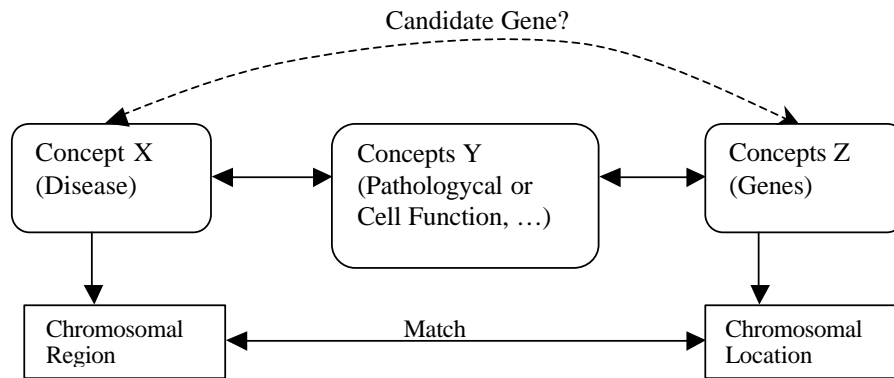 Candidate Gene?
Concept X
(Disease)
Concepts Y
(Pathologycal or
Cell Function, …)
Concepts Z
(Genes)
Chromosomal
Region
Match
Chromosomal
Location